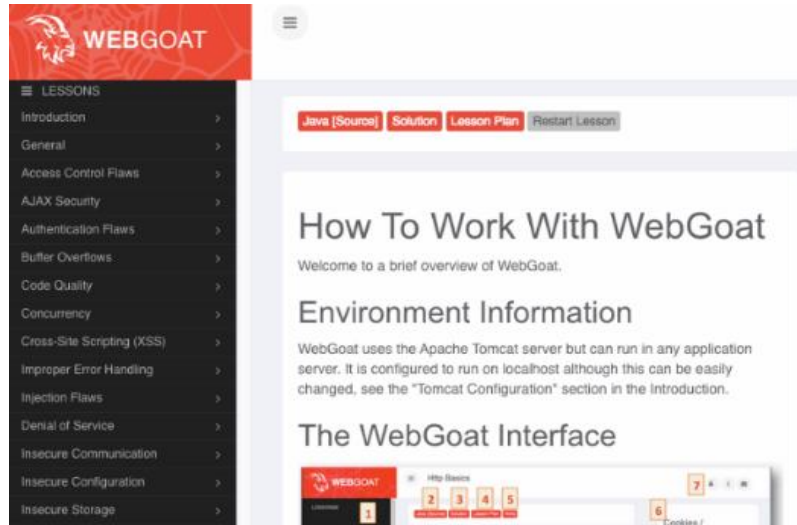 WEBGOAT
LESSONS
Introduction
General
Access Control Flaws
AJAX Security
Authentication Flaws
Buffer Overflows
Code Quality
Concurrency
Cross-Site Scripting (XSS)
Improper Error Handling
Injection Flaws
Denial of Service
Insecure Communication
Insecure Configuration
Insecure Storage
Java [Source] Solution Lesson Plan Restart Lesson
How To Work With WebGoat
Welcome to a brief overview of WebGoat.
Environment Information
WebGoat uses the Apache Tomcat server but can run in any application
server. It is configured to run on localhost although this can be easily
changed, see the "Tomcat Configuration" section in the Introduction.
The WebGoat Interface
WEBGOAT Http Basics 7
2 3 4 5
1 6
Cookies /